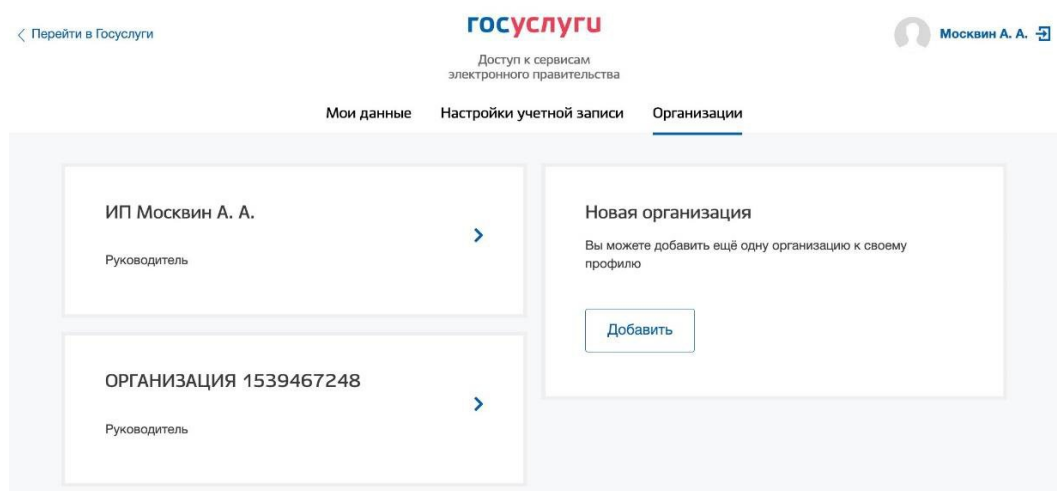 Перейти в Госуслуги
госуслуги
Москвин А. А.
Доступ к сервисам
электронного правительства
Мои данные Настройки учетной записи Организации
ИП Москвин А. А.
Руководитель
Новая организация
Вы можете добавить ещё одну организацию к своему
профилю
Добавить
ОРГАНИЗАЦИЯ 1539467248
Руководитель